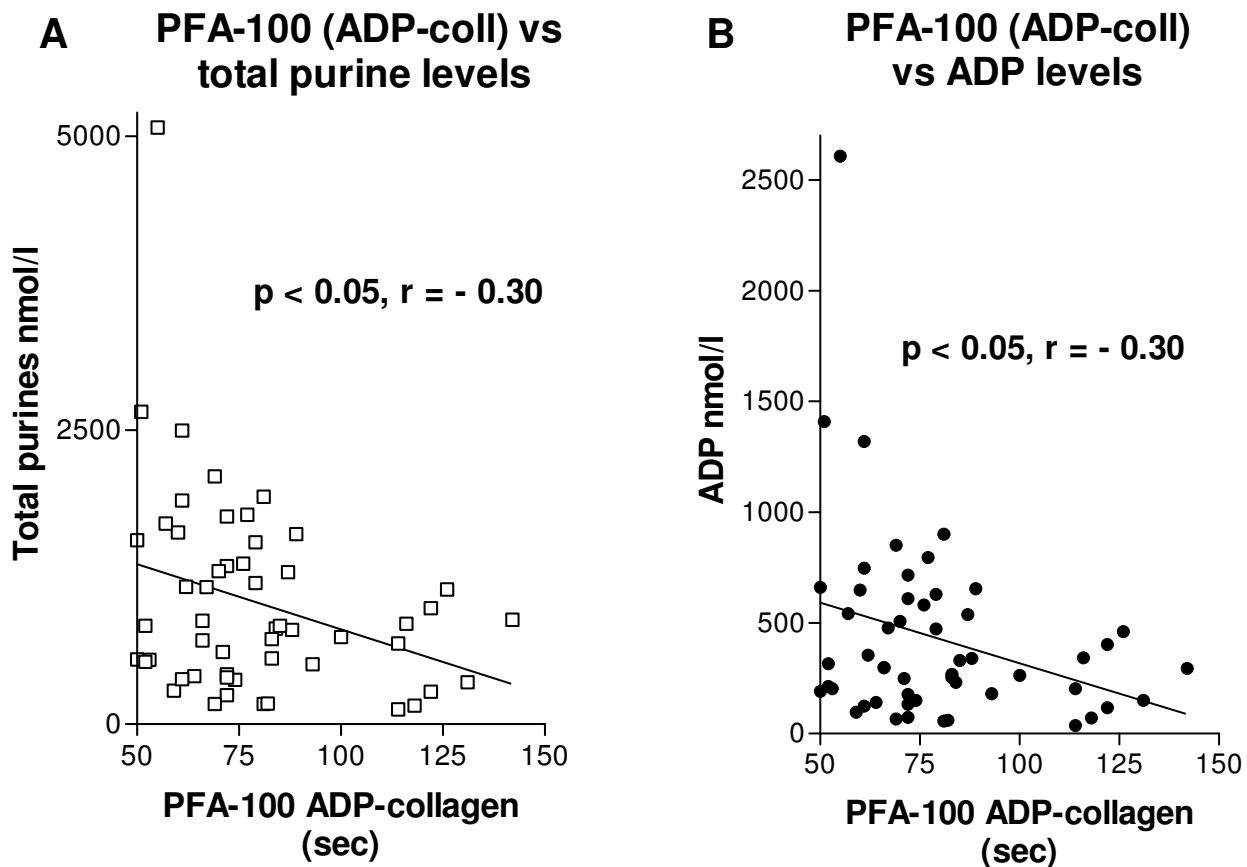 A
PFA-100 (ADP-coll) vs
total purine levels
5000
2500
0
50
75
100
125
150
Total purines nmol/l
p < 0.05, r = - 0.30
PFA-100 ADP-collagen
(sec)
B
PFA-100 (ADP-coll)
vs ADP levels
2500
2000
1500
1000
500
0
50
75
100
125
150
ADP nmol/l
p < 0.05, r = - 0.30
PFA-100 ADP-collagen
(sec)